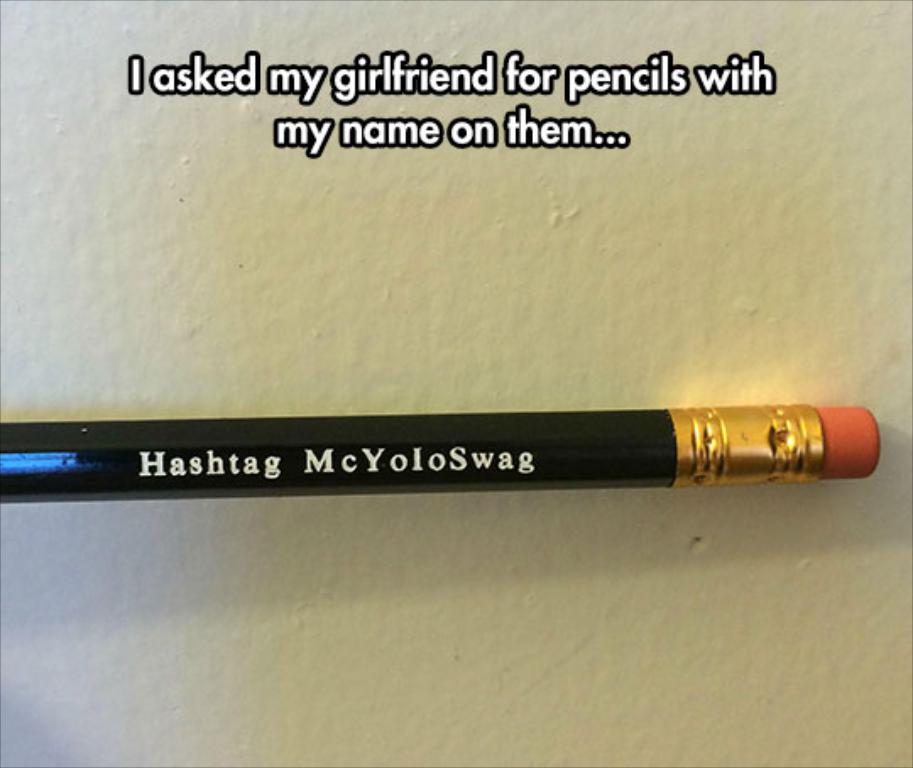 I asked my girlfriend for pencils with
my name on them...
Hashtag McYoloSwag